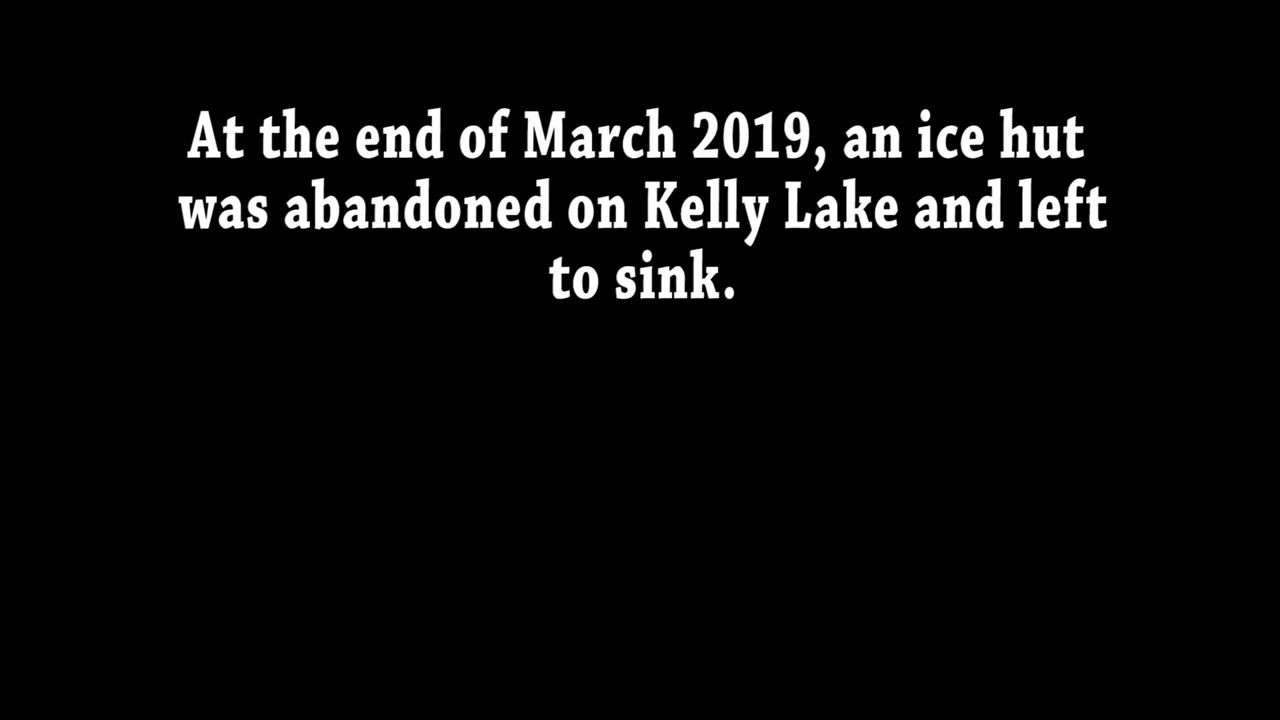 At the end of March 2019, an ice hut
was abandoned on Kelly Lake and left
to sink.